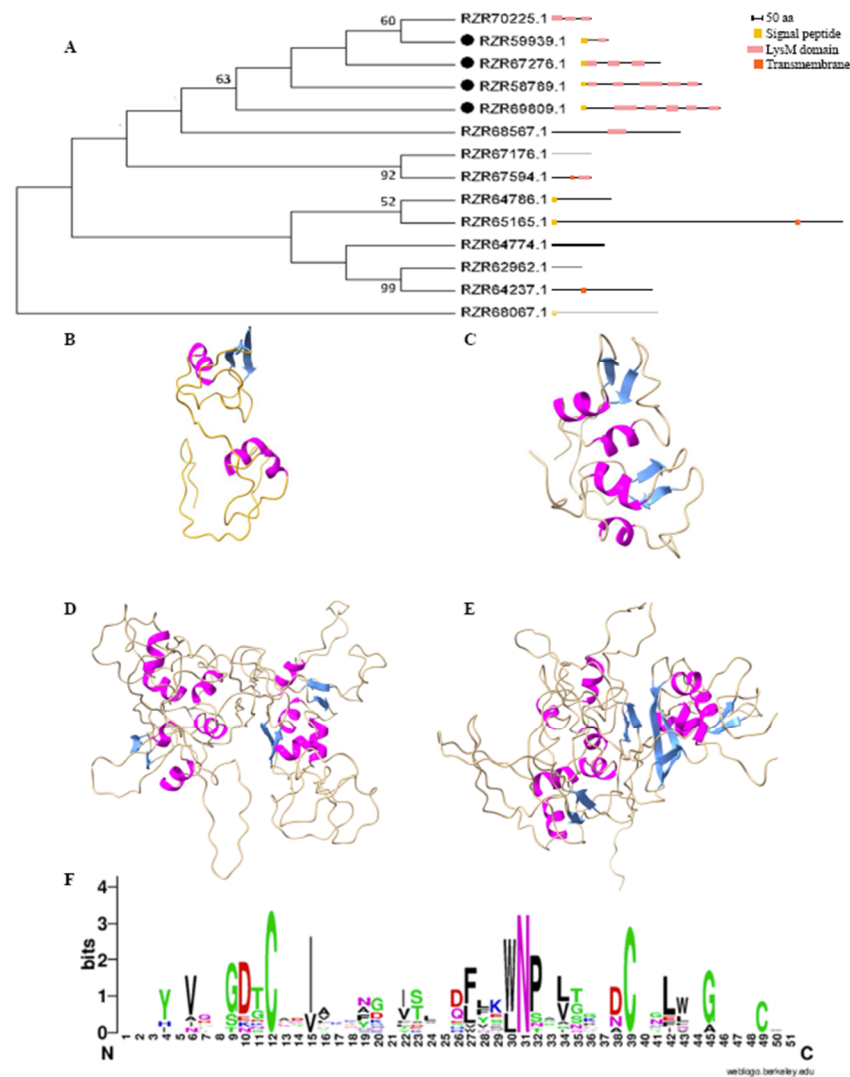 A
60
63
92
52
99
RZR70225.1
RZR59939.1
RZR67276.1
RZR58789.1
RZR69809.1
RZR68567.1
RZR67176.1
RZR67594.1
RZR64786.1
RZR65165.1
RZR64774.1
RZR62962.1
RZR64237.1
RZR68067.1
50 aa
Signal peptide
LysM domain
Transmembrane
B
C
D
E
F
bits
4
3
2
1
0
1 2 3 4 5 6 7 8 9 10 11 12 13 14 15 16 17 18 19 20 21 22 23 24 25 26 27 28 29 30 31 32 33 34 35 36 37 38 39 40 41 42 43 44 45 46 47 48 49 50 51
N
C
weblogo.berkeley.edu